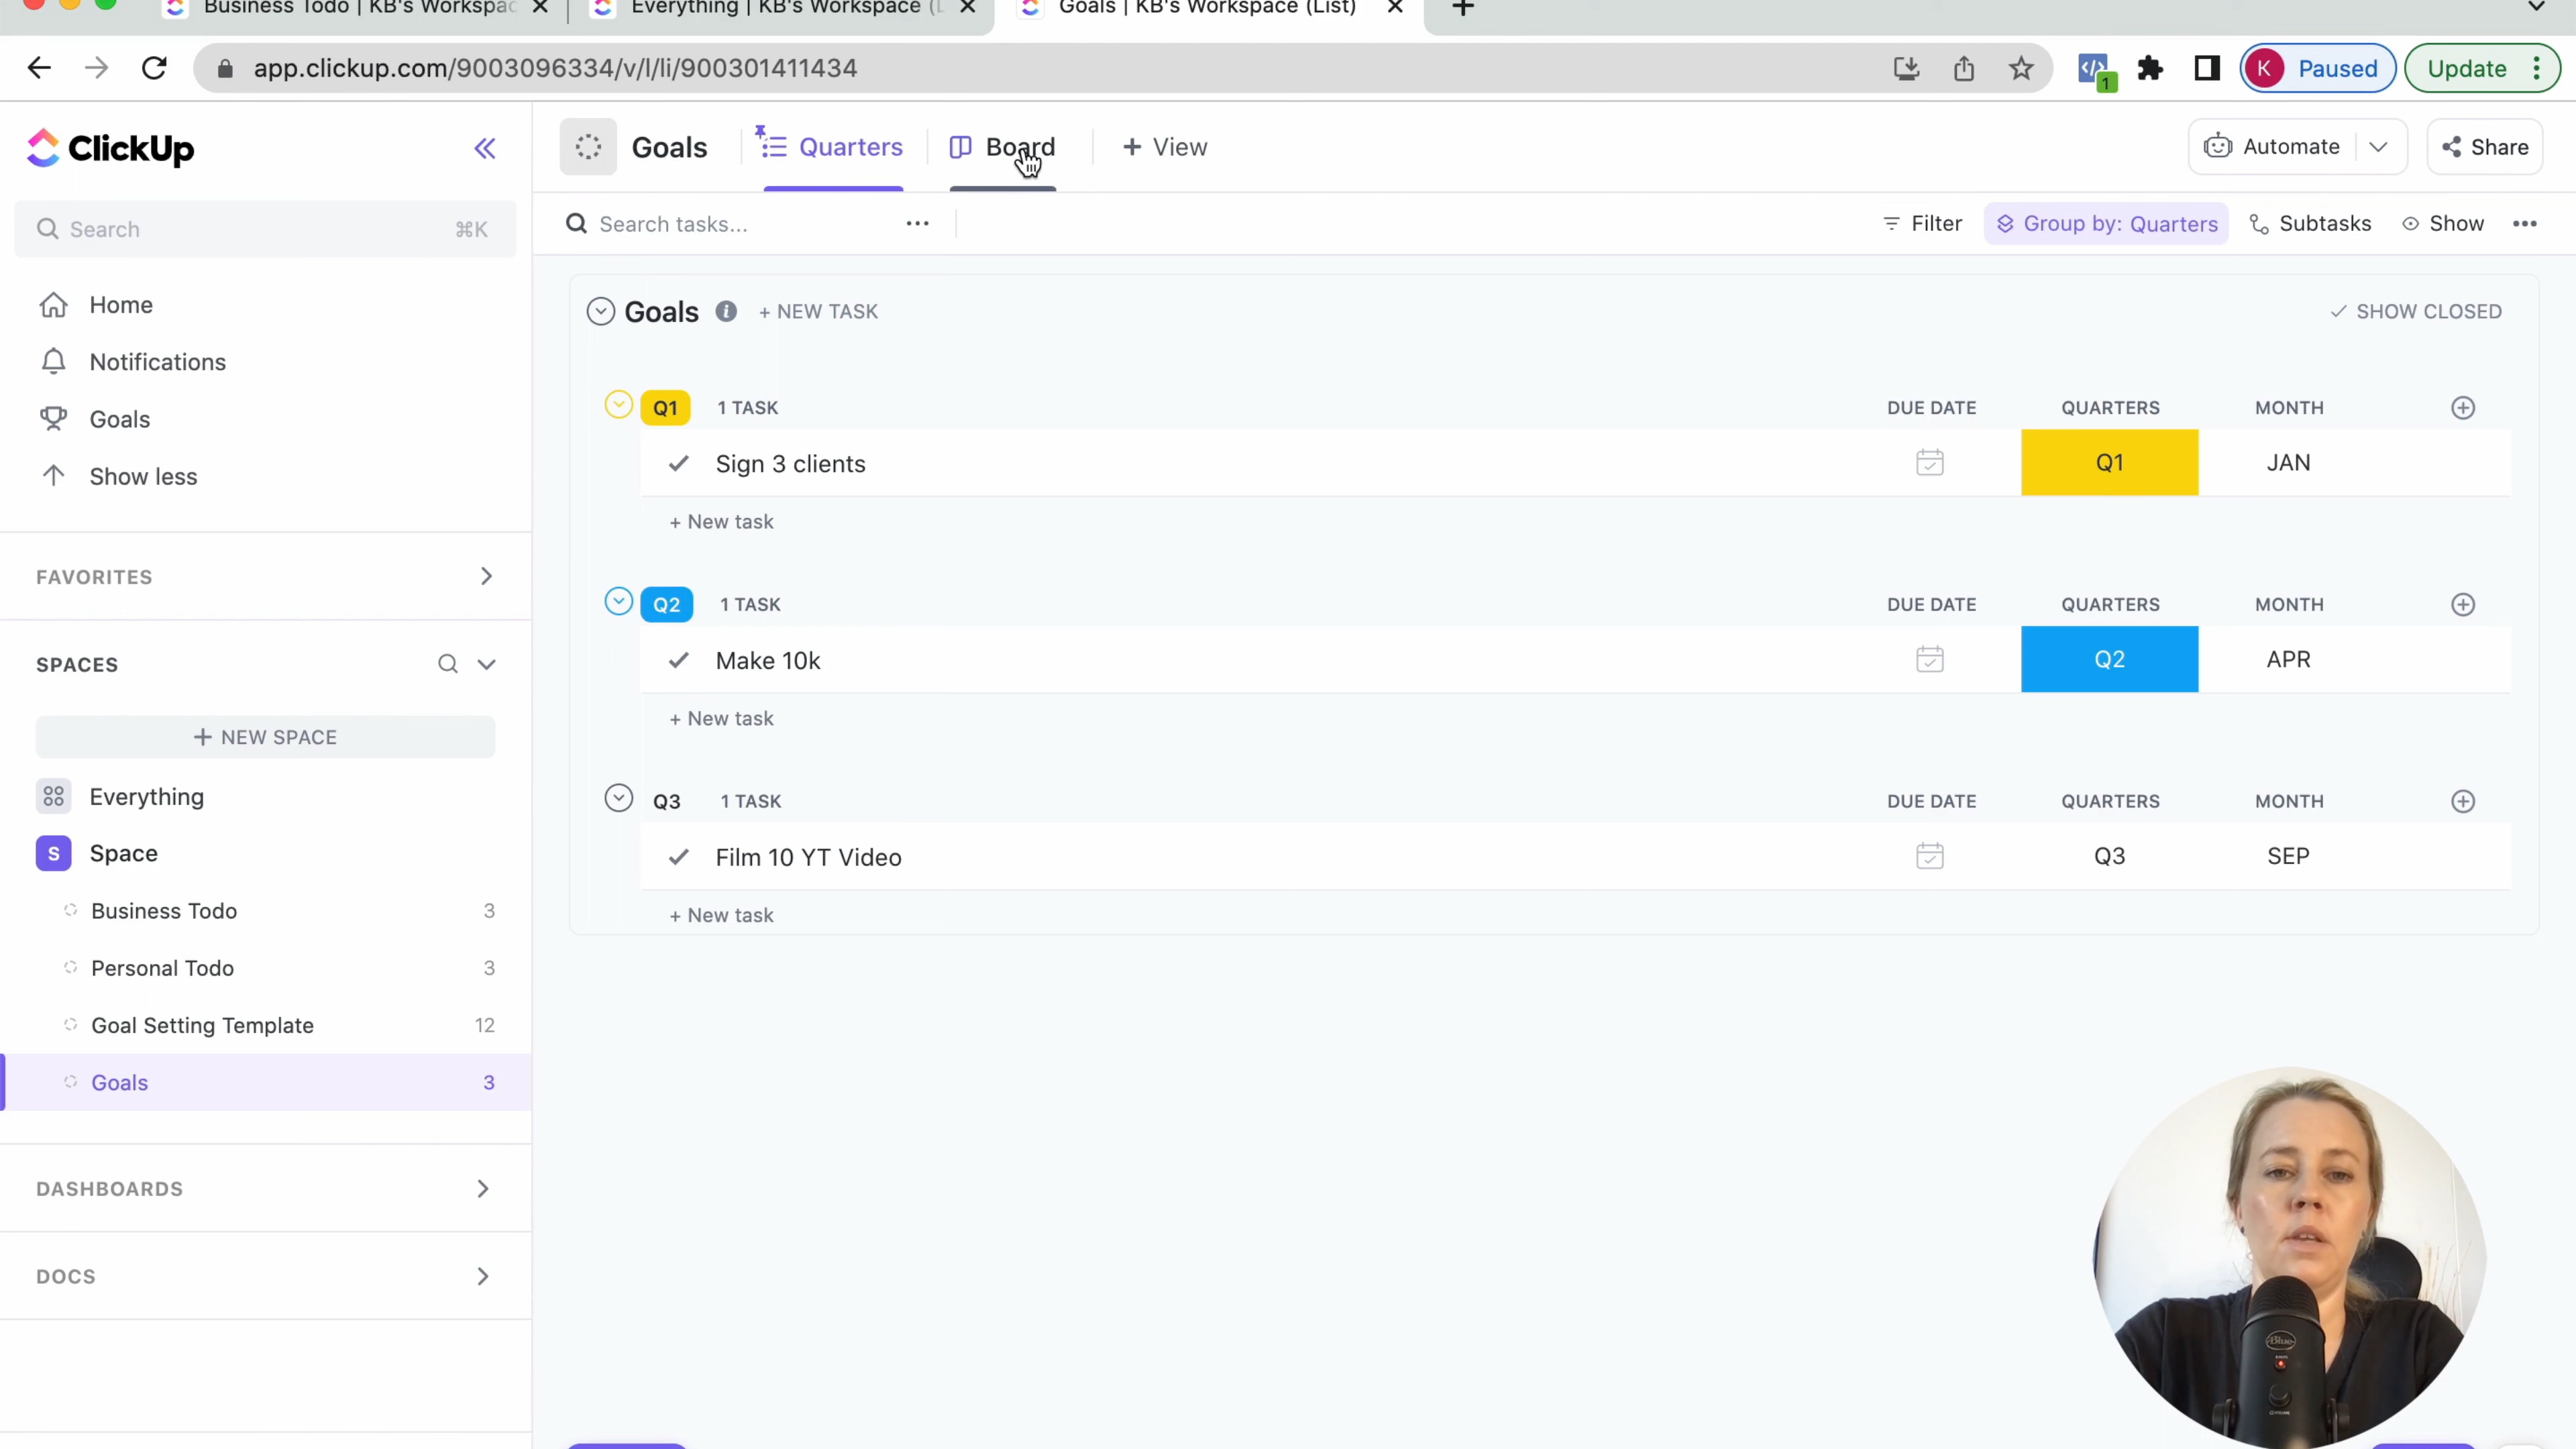 Business Todo | KB's Workspac
Everything | KB's Workspace (L
Goals | KB's Workspace (List)
app.clickup.com/9003096334/v/l/li/900301411434
1
K Paused
Update
ClickUp
Goals
Quarters
Board
+ View
Automate
Share
Search ⌘K
Search tasks...
Filter
Group by: Quarters
Subtasks
Show
Home
Notifications
Goals
Show less
FAVORITES
SPACES
+ NEW SPACE
Everything
S Space
Business Todo 3
Personal Todo 3
Goal Setting Template 12
Goals 3
DASHBOARDS
DOCS
Goals + NEW TASK SHOW CLOSED
Q1 1 TASK DUE DATE QUARTERS MONTH
Sign 3 clients Q1 JAN
+ New task
Q2 1 TASK DUE DATE QUARTERS MONTH
Make 10k Q2 APR
+ New task
Q3 1 TASK DUE DATE QUARTERS MONTH
Film 10 YT Video Q3 SEP
+ New task
Blue